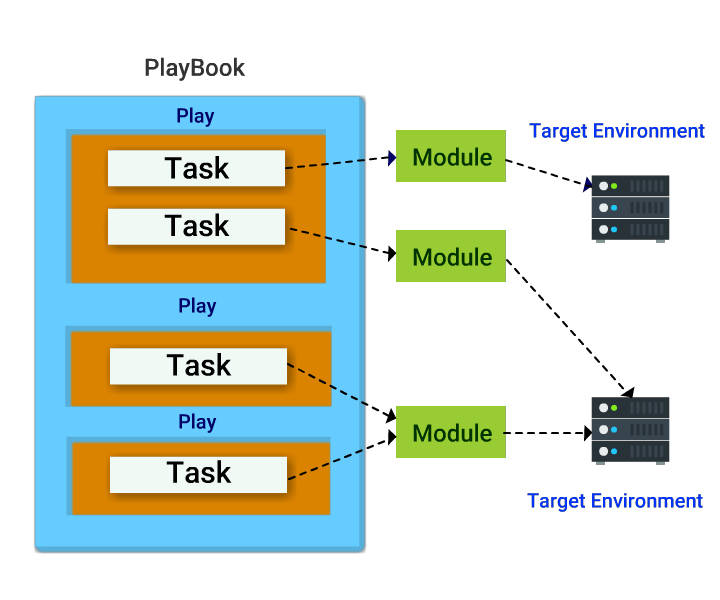 PlayBook
Play
Task
Task
Play
Task
Play
Task
Module
Module
Module
Target Environment
Target Environment